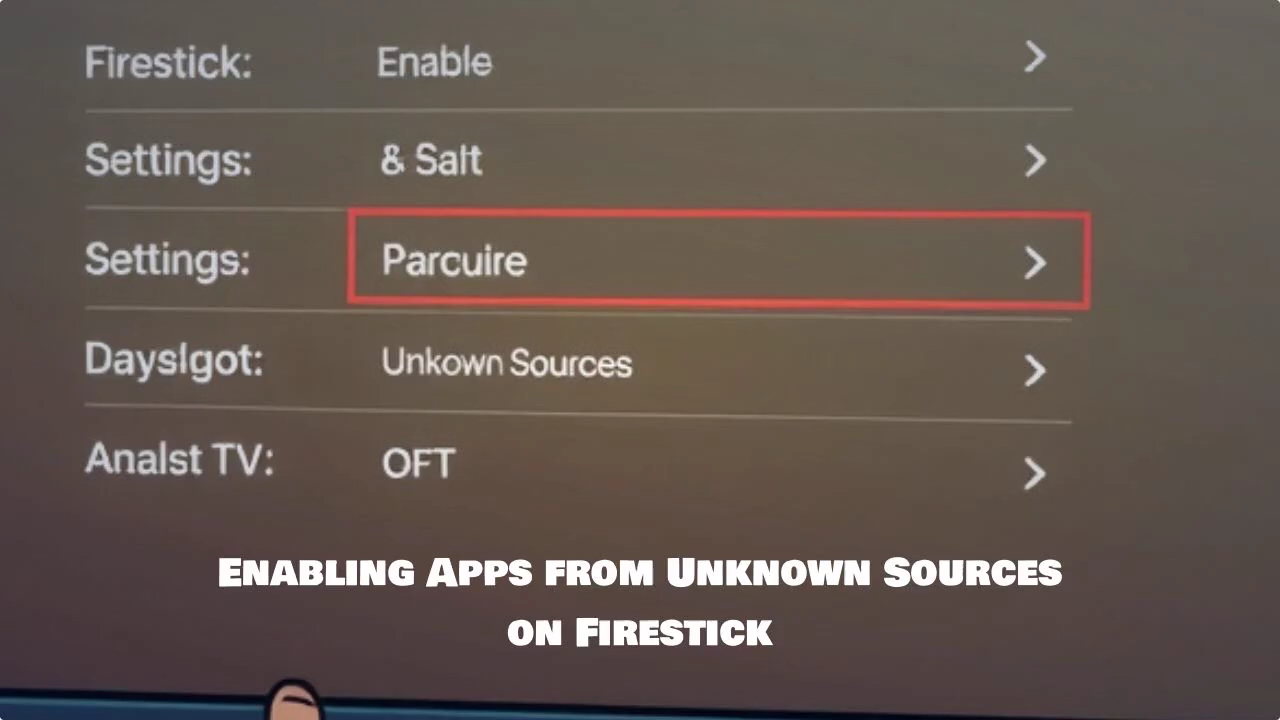 Firestick: Enable
Settings: & Salt
Settings: Parcuire
Dayslgot: Unkown Sources
Analst TV: OFT
Enabling Apps from Unknown Sources
on Firestick